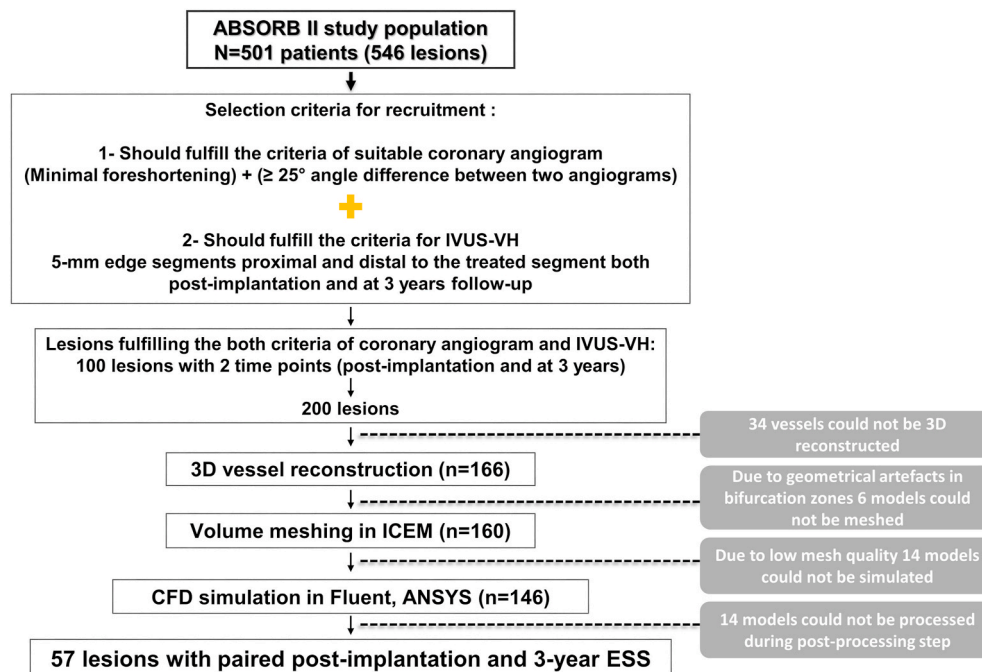 ABSORB II study population
N=501 patients (546 lesions)
Selection criteria for recruitment :
1- Should fulfill the criteria of suitable coronary angiogram
(Minimal foreshortening) + (≥ 25° angle difference between two angiograms)
2- Should fulfill the criteria for IVUS-VH
5-mm edge segments proximal and distal to the treated segment both
post-implantation and at 3 years follow-up
Lesions fulfilling the both criteria of coronary angiogram and IVUS-VH:
100 lesions with 2 time points (post-implantation and at 3 years)
200 lesions
34 vessels could not be 3D
reconstructed
3D vessel reconstruction (n=166)
Due to geometrical artefacts in
bifurcation zones 6 models could
not be meshed
Volume meshing in ICEM (n=160)
Due to low mesh quality 14 models
could not be simulated
CFD simulation in Fluent, ANSYS (n=146)
14 models could not be processed
during post-processing step
57 lesions with paired post-implantation and 3-year ESS